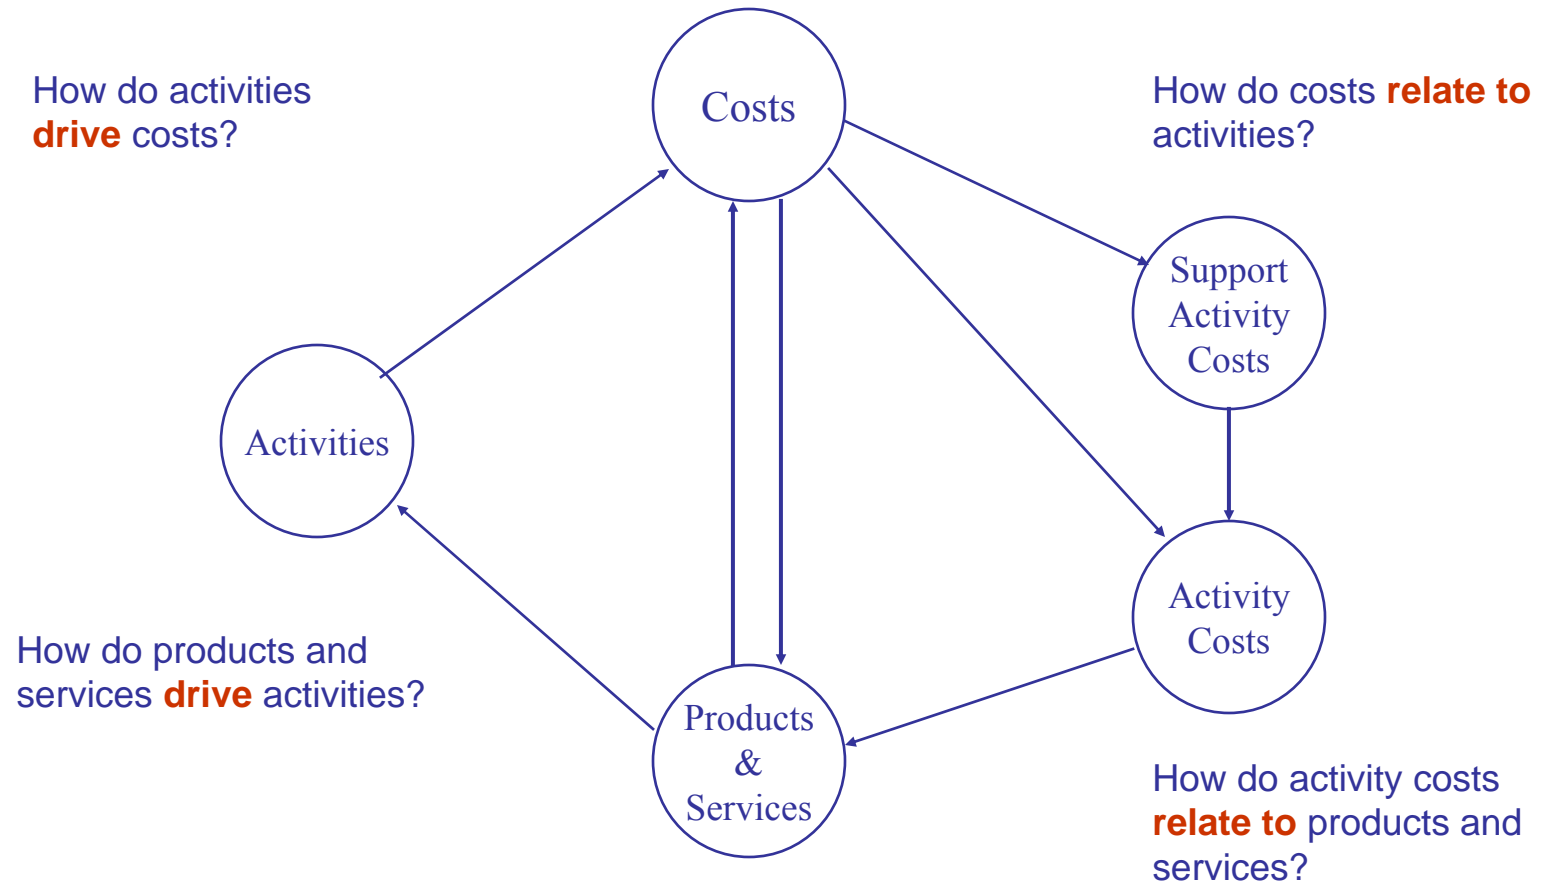 How do activities
drive costs?
Costs
How do costs relate to
activities?
Support
Activity
Costs
Activities
Activity
Costs
How do products and
services drive activities?
Products
&
Services
How do activity costs
relate to products and
services?